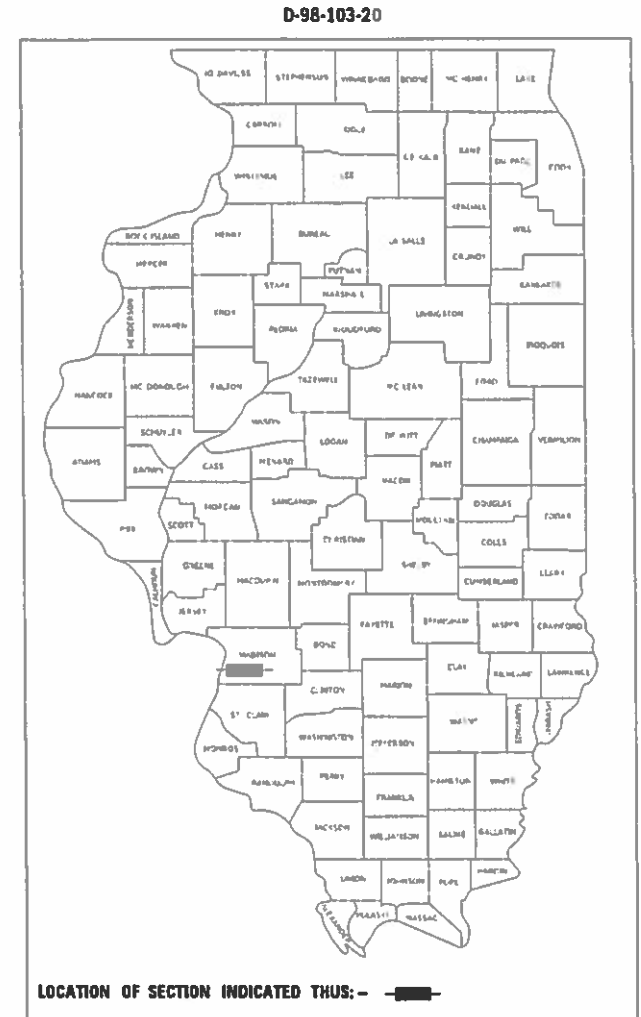 D-98-103-20
JO DAVIESS STEPHENSON WINNEBAGO BOONE MC HENRY LAKE
CARROLL OGLE
DE KALB KANE DU PAGE COOK
WHITESIDE LEE
KENDALL WILL
ROCK ISLAND HENRY BUREAU LA SALLE GRUNDY
MERCER PUTNAM
STARK MARSHALL KANKAKEE
HENDERSON WARREN KNOX PEORIA WOODFORD LIVINGSTON IROQUOIS
HANCOCK MC DONOUGH FULTON TAZEWELL MC LEAN FORD
SCHUYLER MASON LOGAN DE WITT CHAMPAIGN VERMILION
ADAMS BROWN CASS MENARD MACON PIATT
PIKE SCOTT MORGAN SANGAMON MOULTRIE DOUGLAS EDGAR
CHRISTIAN COLES
CALHOUN GREENE MACOUPIN MONTGOMERY SHELBY CUMBERLAND CLARK
JERSEY FAYETTE EFFINGHAM JASPER CRAWFORD
MADISON BOND CLAY RICHLAND LAWRENCE
CLINTON MARION
ST. CLAIR WAYNE EDWARDS WABASH
MONROE WASHINGTON JEFFERSON
RANDOLPH PERRY HAMILTON WHITE
FRANKLIN
JACKSON WILLIAMSON SALINE GALLATIN
UNION JOHNSON POPE HARDIN
ALEXANDER PULASKI MASSAC
LOCATION OF SECTION INDICATED THUS:-